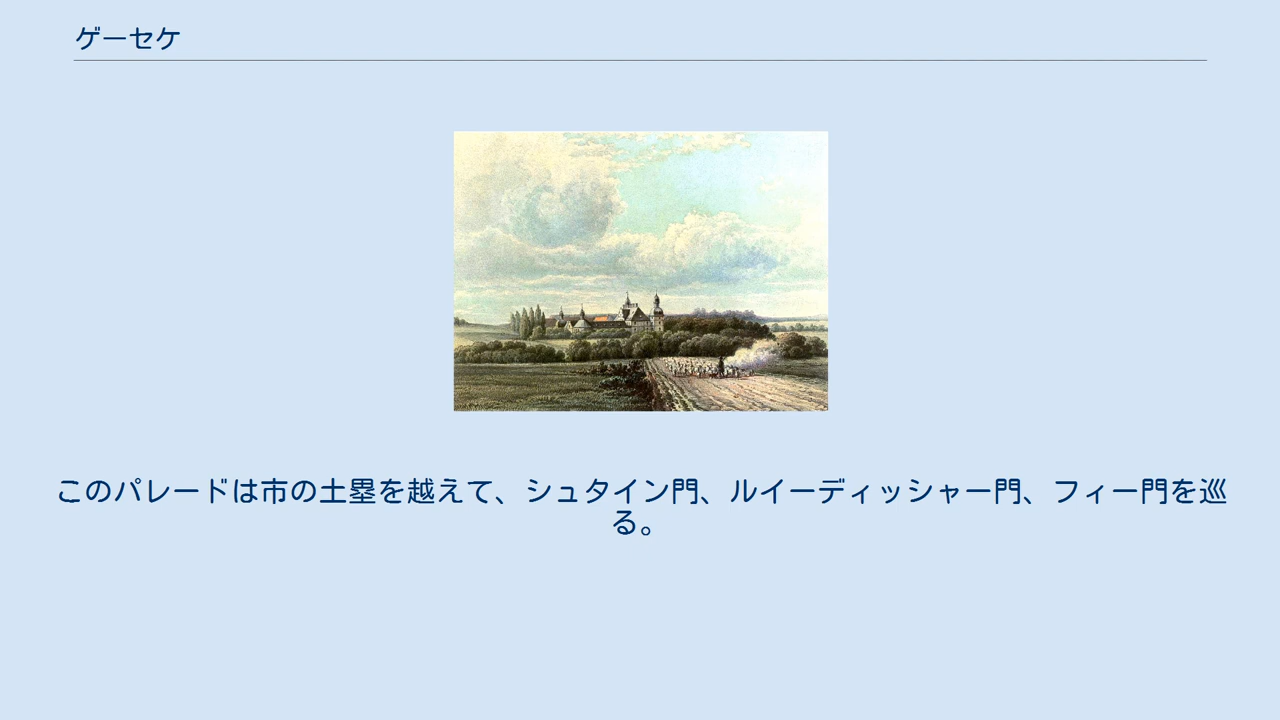 ゲーセケ
このパレードは市の土塁を越えて、シュタイン門、ルイーディッシャー門、フィー門を巡
る。